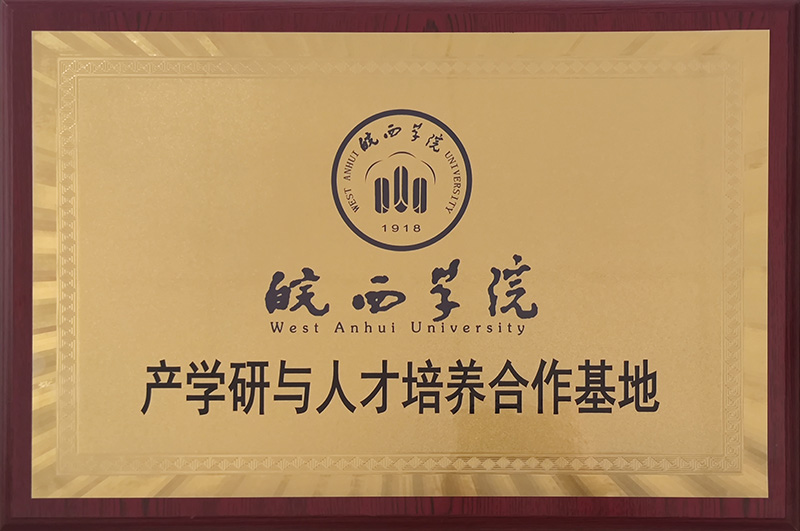 皖西学院
WEST ANHUI UNIVERSITY
1918
皖西学院
West Anhui University
产学研与人才培养合作基地